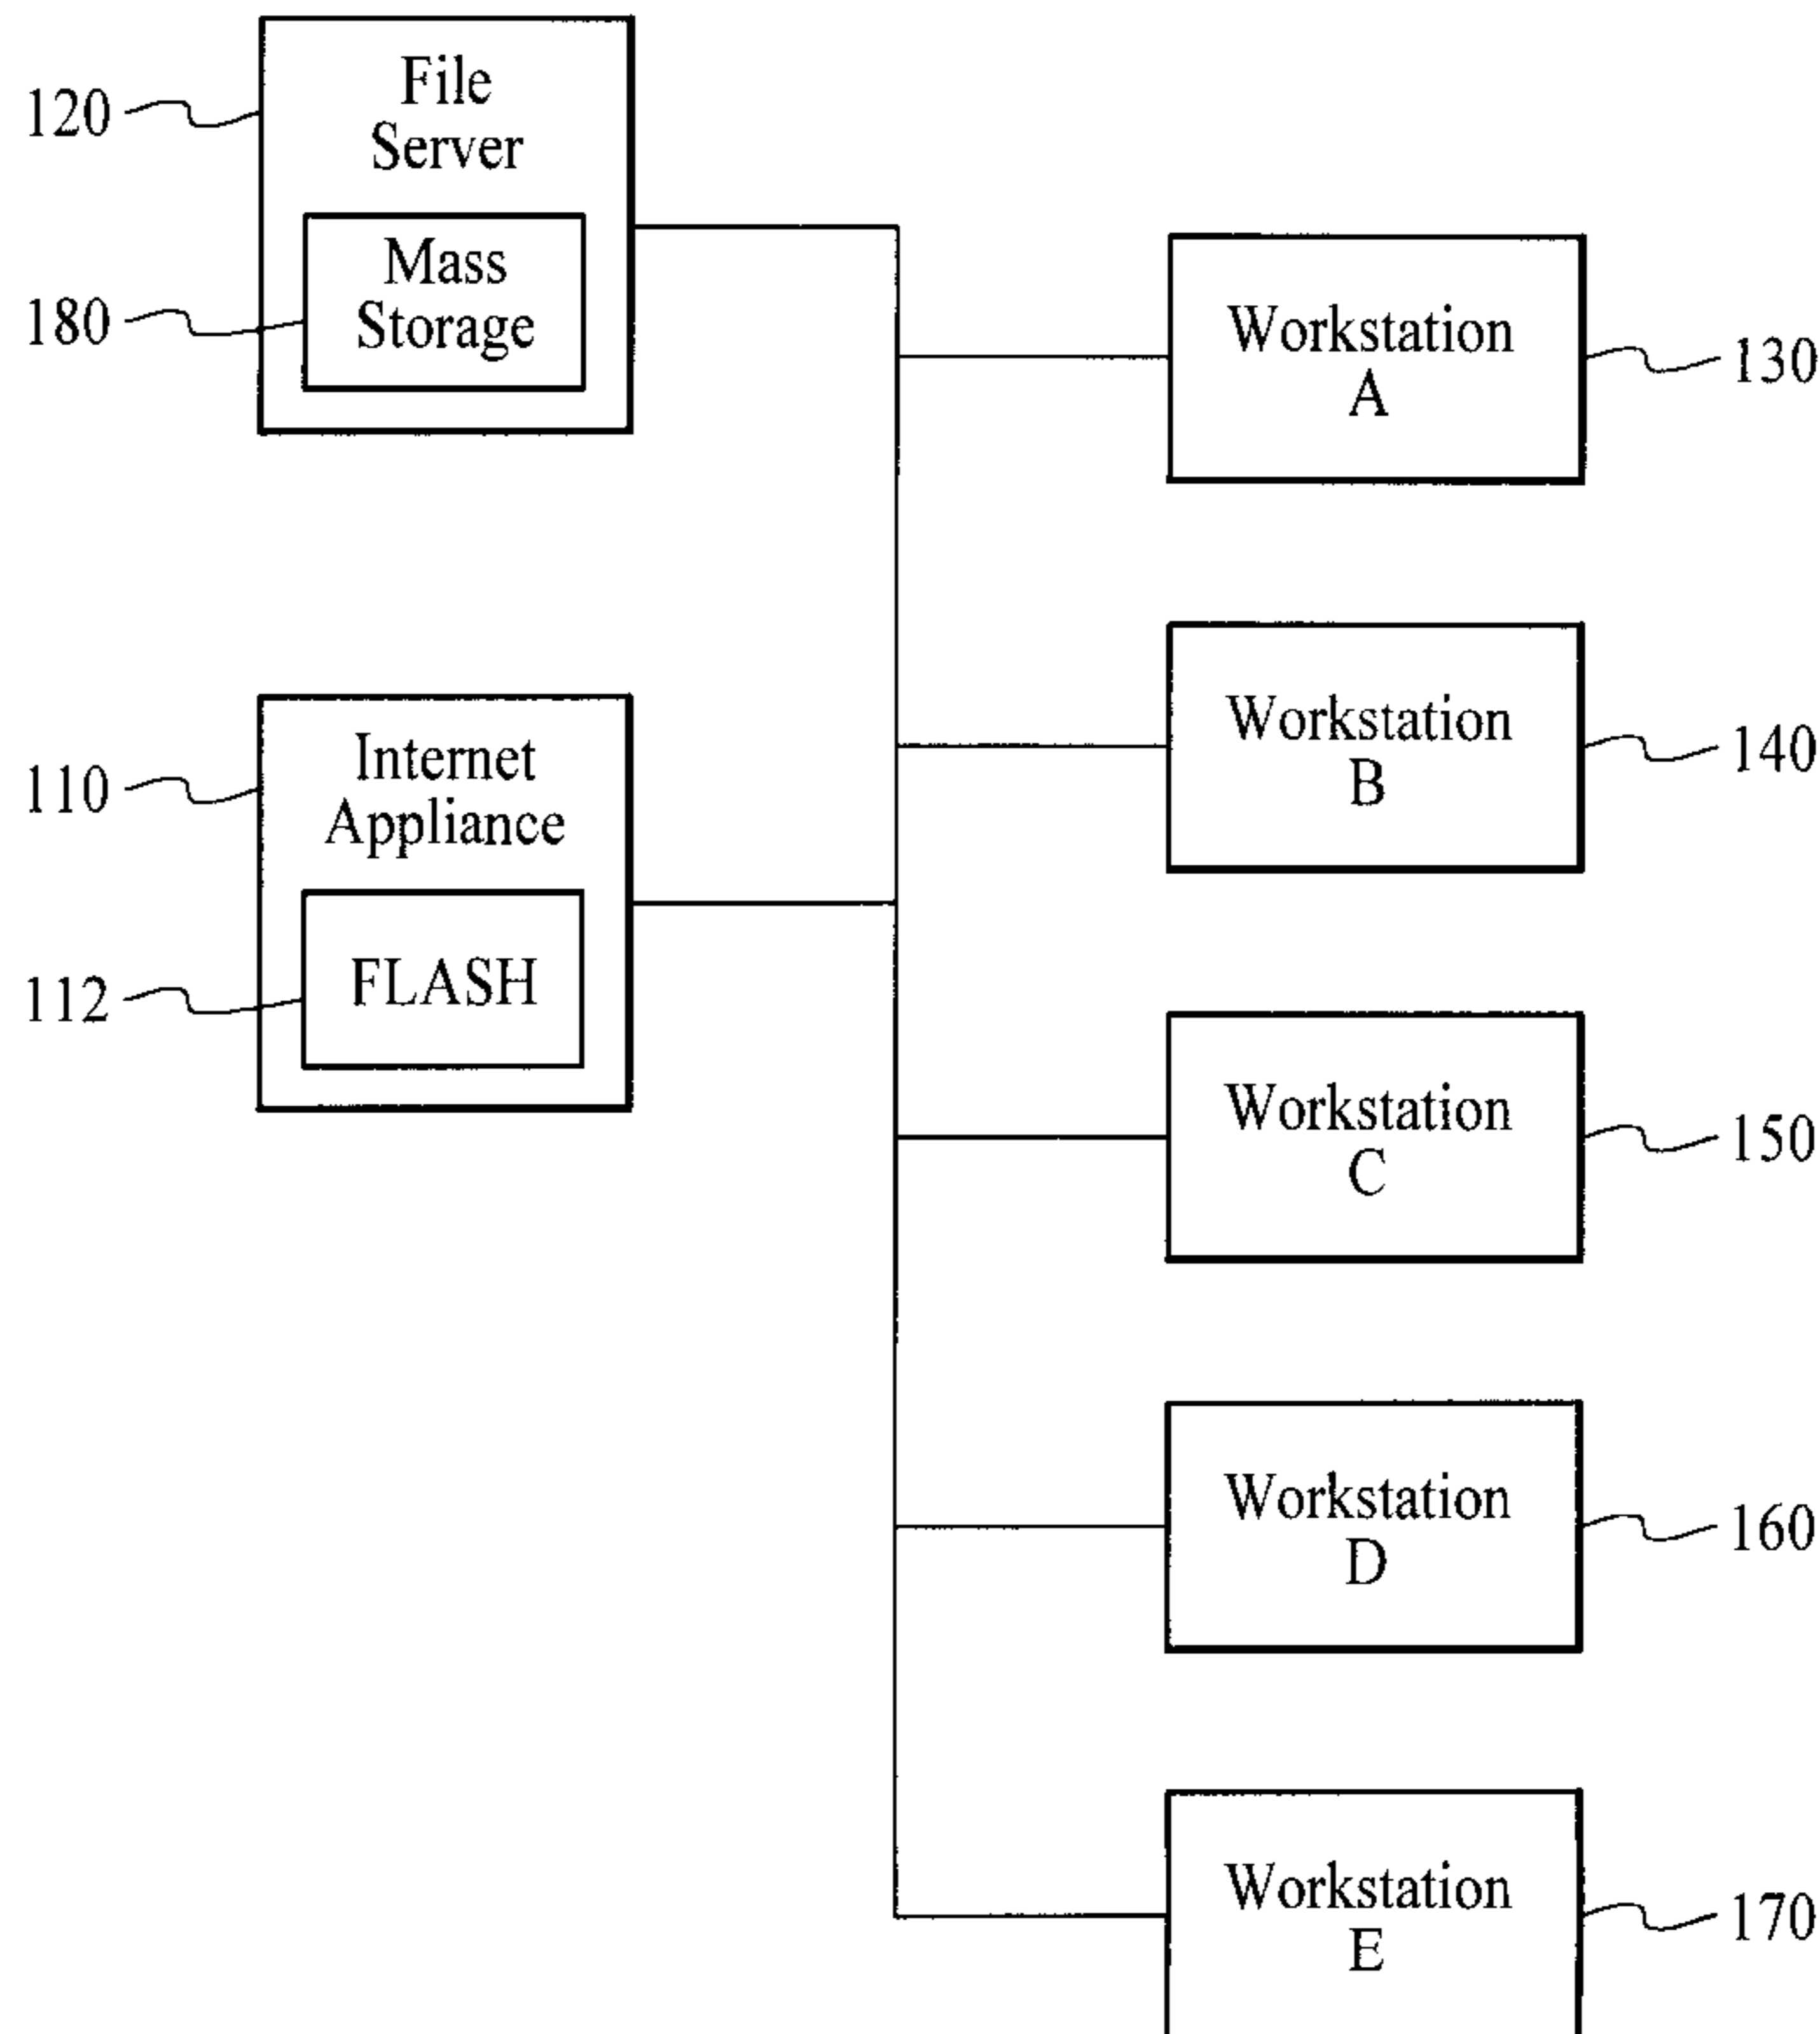 120
File
Server
180
Mass
Storage
110
Internet
Appliance
112
FLASH
Workstation
A
130
Workstation
B
140
Workstation
C
150
Workstation
D
160
Workstation
E
170